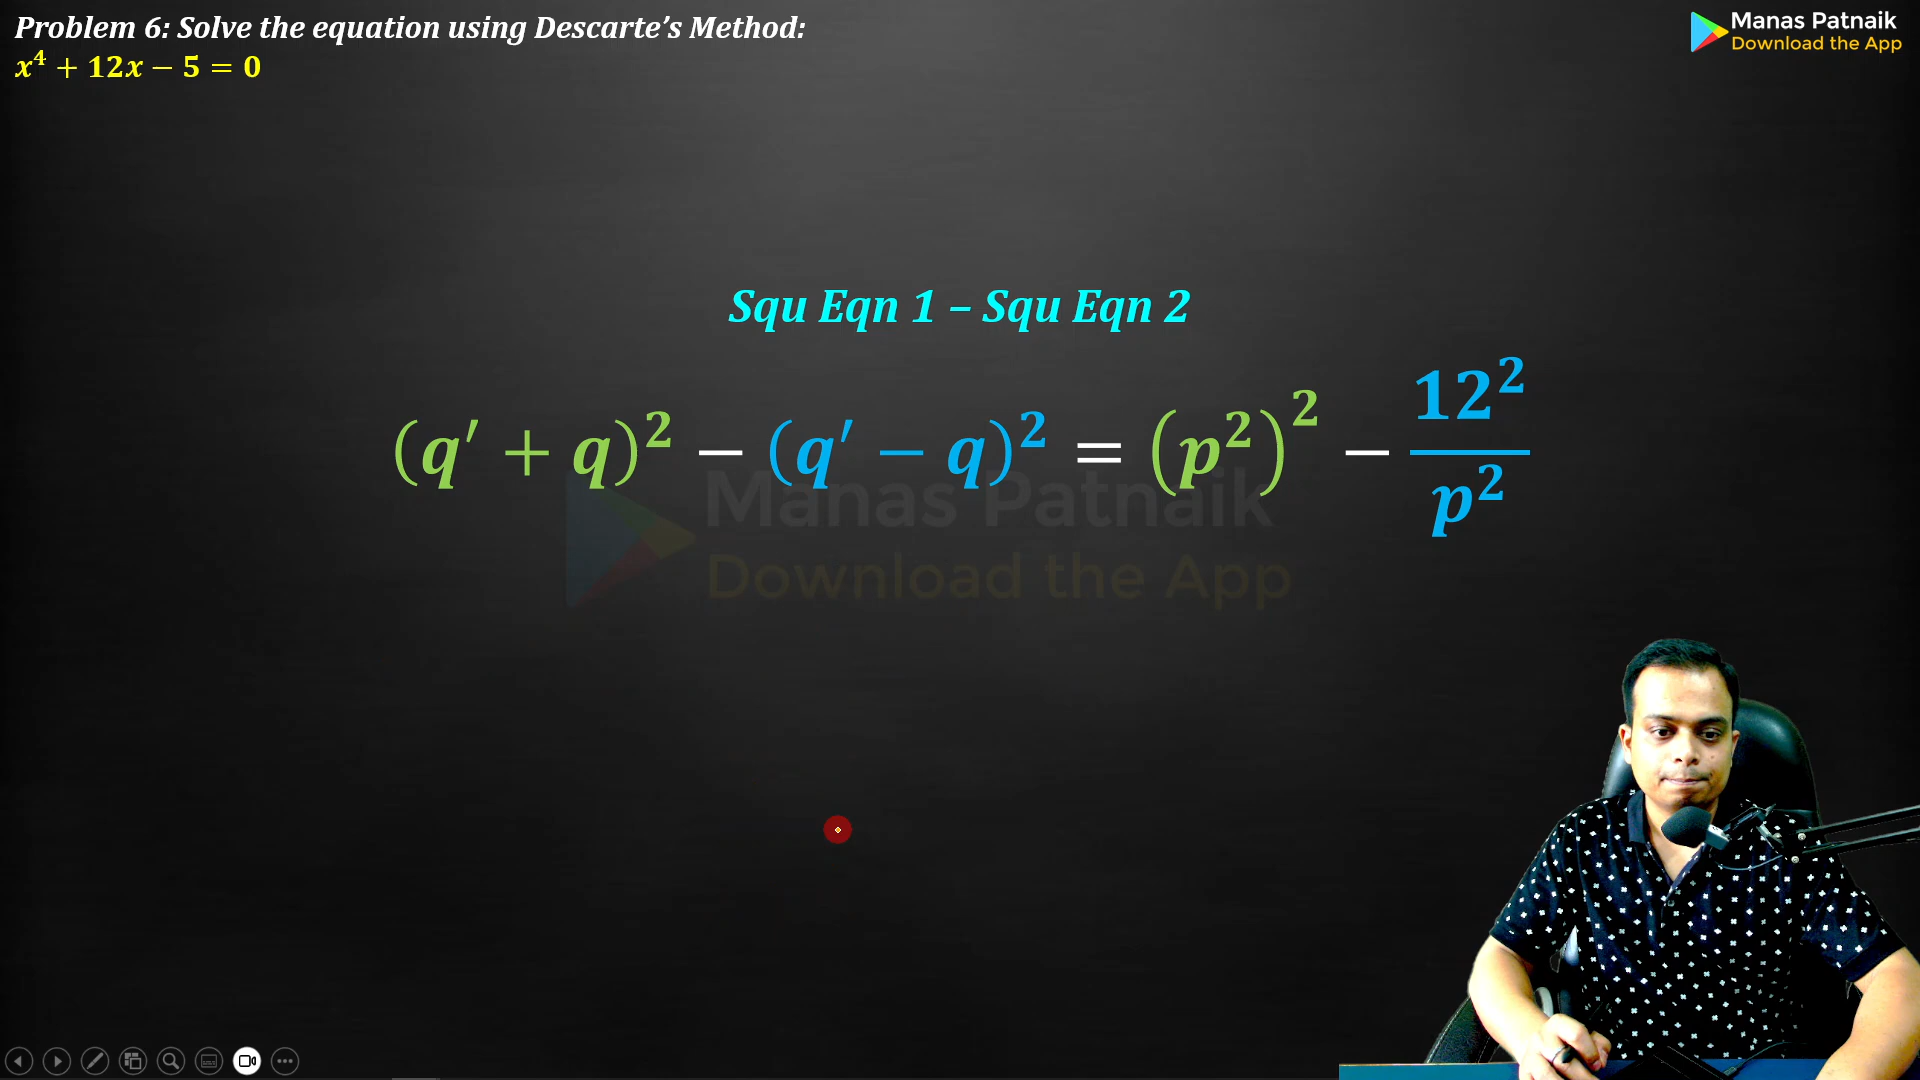 Problem 6: Solve the equation using Descarte's Method:
x⁴ + 12x − 5 = 0
Manas Patnaik
Download the App
Squ Eqn 1 – Squ Eqn 2
(q′ + q)² − (q′ − q)² = (p²)² − 12²/p²
Manas Patnaik
Download the App